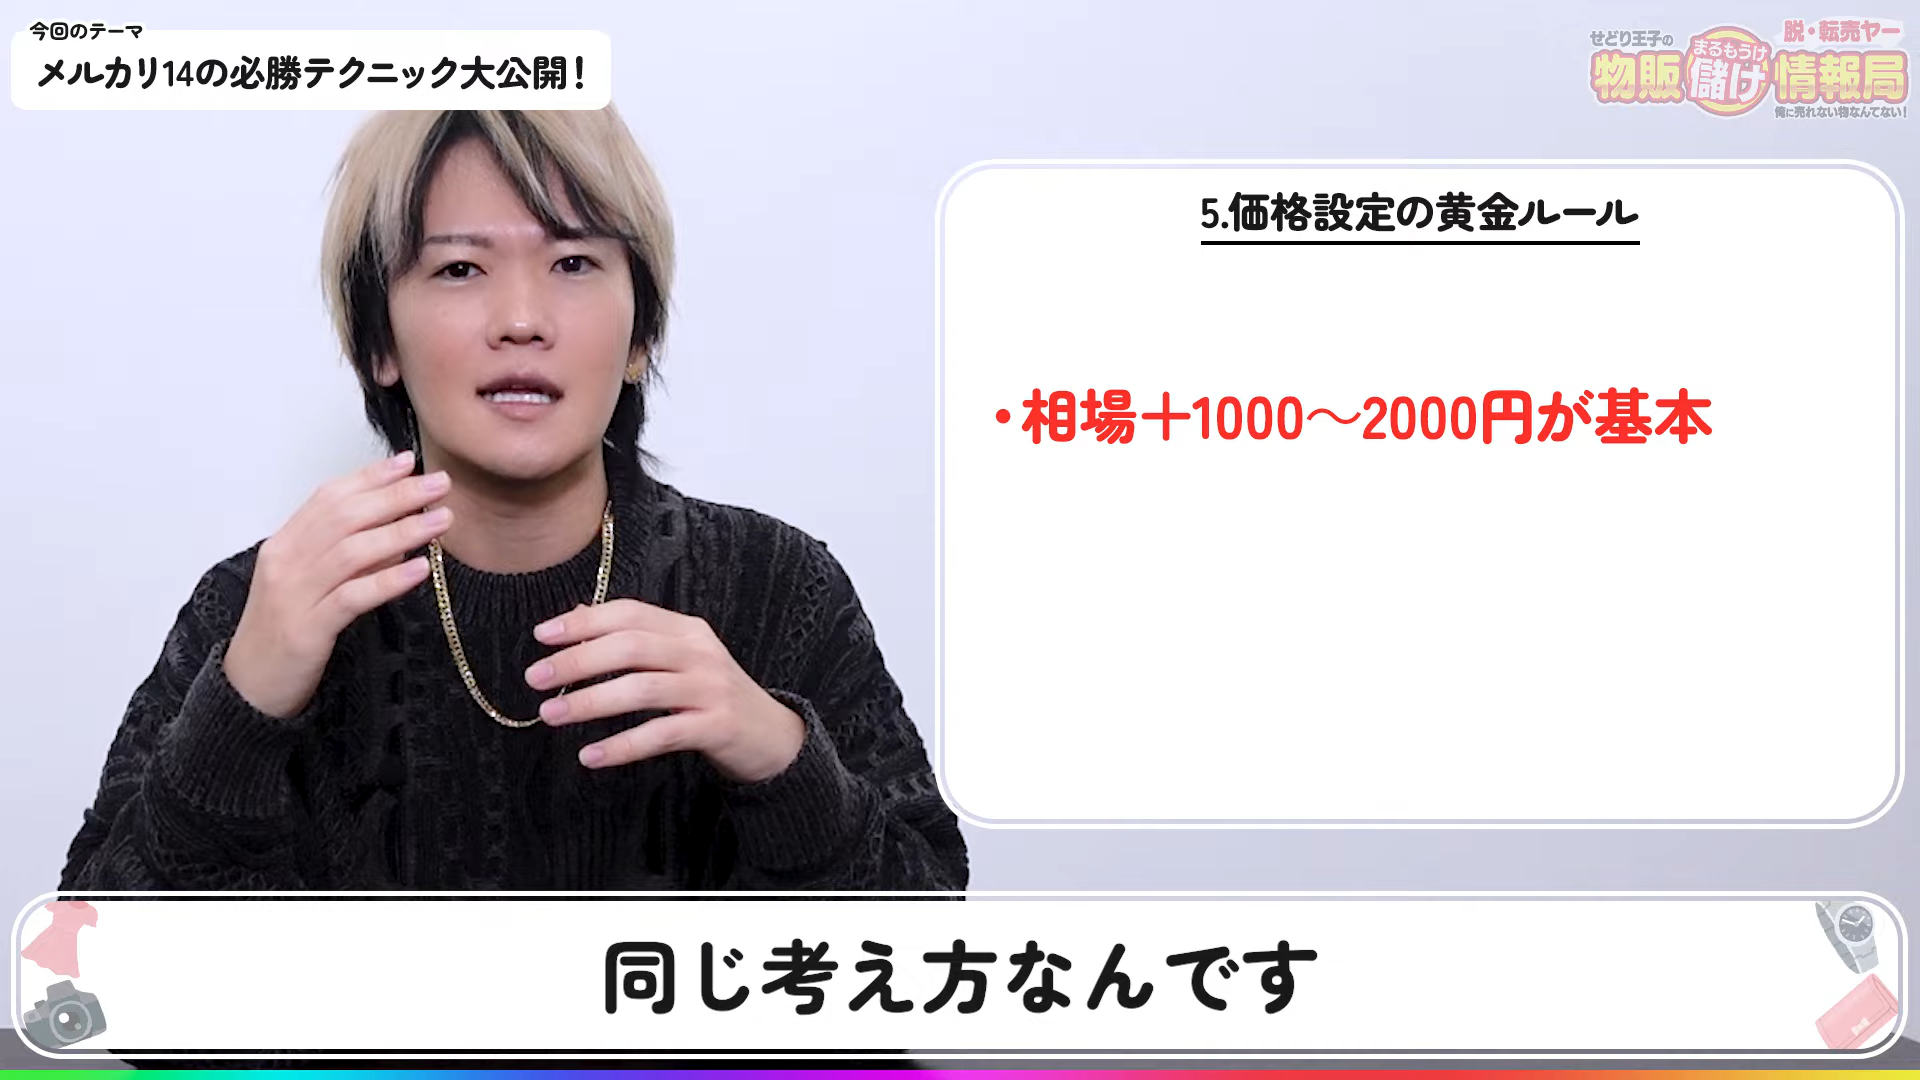 今回のテーマ
メルカリ14の必勝テクニック大公開!
せどり王子の
脱・転売ヤー
物販
まるもうけ
儲け
情報局
俺に売れない物なんてない!
5.価格設定の黄金ルール
・相場+1000〜2000円が基本
同じ考え方なんです